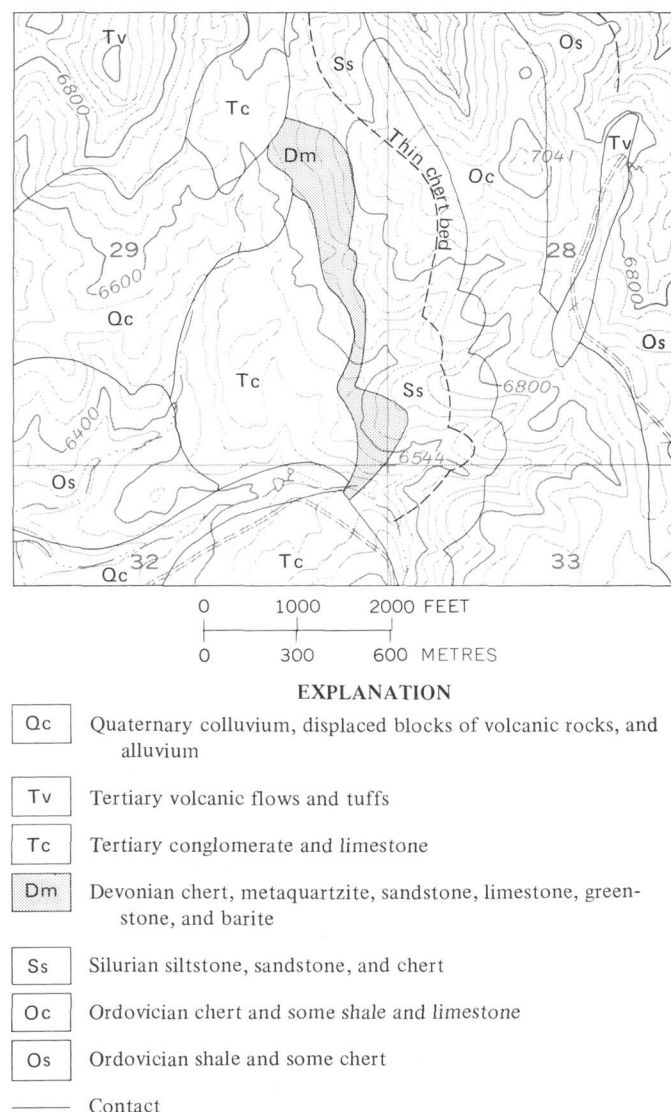 Tv
Ss
Os
6800
Tc
Tv
Dm
Thin chert bed
7041
Oc
29
28
6600
6800
Qc
Os
Tc
Ss
6800
6400
6544
Os
32
Tc
33
Qc
0 1000 2000 FEET
0 300 600 METRES
EXPLANATION
Qc Quaternary colluvium, displaced blocks of volcanic rocks, and
alluvium
Tv Tertiary volcanic flows and tuffs
Tc Tertiary conglomerate and limestone
Dm Devonian chert, metaquartzite, sandstone, limestone, green-
stone, and barite
Ss Silurian siltstone, sandstone, and chert
Oc Ordovician chert and some shale and limestone
Os Ordovician shale and some chert
Contact